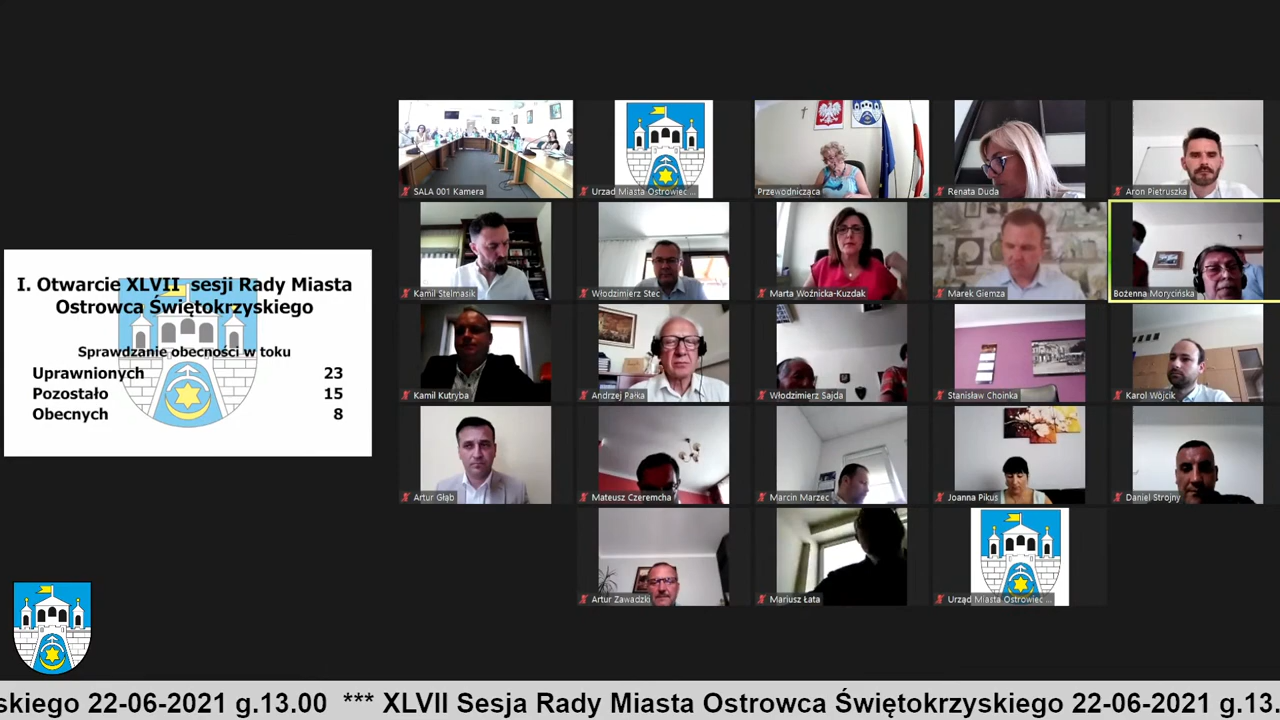 SALA 001 Kamera
Urzad Miasta Ostrowiec ...
Przewodnicząca
Renata Duda
Aron Pietruszka
Kamil Stelmasik
Włodzimierz Stec
Marta Woźnicka-Kuzdak
Marek Giemza
Bożenna Morycińska
I. Otwarcie XLVII sesji Rady Miasta
Ostrowca Świętokrzyskiego
Sprawdzanie obecności w toku
Uprawnionych 23
Pozostało 15
Obecnych 8
Kamil Kutryba
Andrzej Pałka
Włodzimierz Sajda
Stanisław Choinka
Karol Wójcik
Artur Głąb
Mateusz Czeremcha
Marcin Marzec
Joanna Pikus
Daniel Strojny
Artur Zawadzki
Mariusz Łata
Urząd Miasta Ostrowiec ...
skiego 22-06-2021 g.13.00 *** XLVII Sesja Rady Miasta Ostrowca Świętokrzyskiego 22-06-2021 g.13.